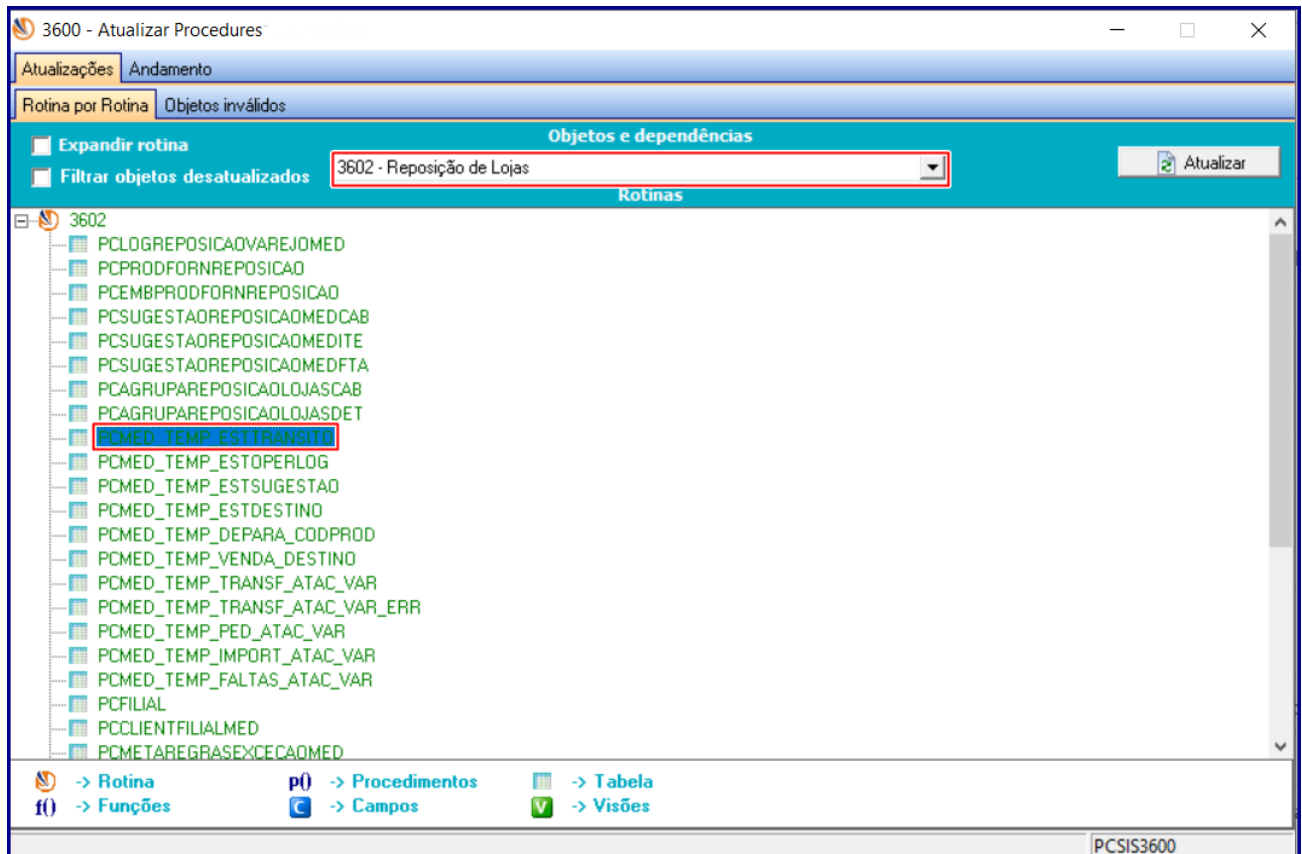 3600 - Atualizar Procedures
Atualizações Andamento
Rotina por Rotina Objetos inválidos
Expandir rotina
Objetos e dependências
Filtrar objetos desatualizados
3602 - Reposição de Lojas
Atualizar
Rotinas
3602
PCLOGREPOSICAOVAREJOMED
PCPRODFORNREPOSICAO
PCEMBPRODFORNREPOSICAO
PCSUGESTAOREPOSICAOMEDCAB
PCSUGESTAOREPOSICAOMEDITE
PCSUGESTAOREPOSICAOMEDFTA
PCAGRUPAREPOSICAOLOJASCAB
PCAGRUPAREPOSICAOLOJASDET
PCMED_TEMP_ESTTRANSITO
PCMED_TEMP_ESTOPERLOG
PCMED_TEMP_ESTSUGESTAO
PCMED_TEMP_ESTDESTINO
PCMED_TEMP_DEPARA_CODPROD
PCMED_TEMP_VENDA_DESTINO
PCMED_TEMP_TRANSF_ATAC_VAR
PCMED_TEMP_TRANSF_ATAC_VAR_ERR
PCMED_TEMP_PED_ATAC_VAR
PCMED_TEMP_IMPORT_ATAC_VAR
PCMED_TEMP_FALTAS_ATAC_VAR
PCFILIAL
PCCLIENTFILIALMED
PCMETAREGRASEXCECAOMED
-> Rotina p() -> Procedimentos -> Tabela
f() -> Funções C -> Campos V -> Visões
PCSIS3600